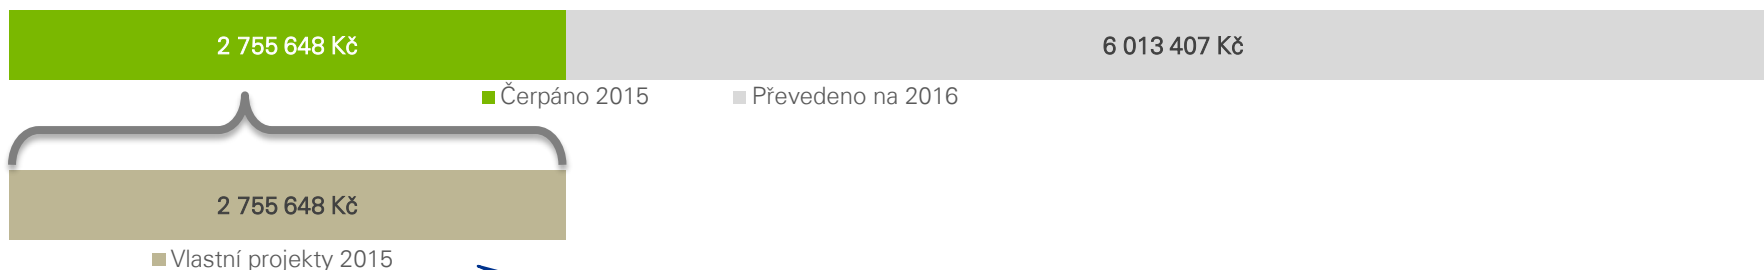 2 755 648 Kč 6 013 407 Kč
Čerpáno 2015 Převedeno na 2016
2 755 648 Kč
Vlastní projekty 2015